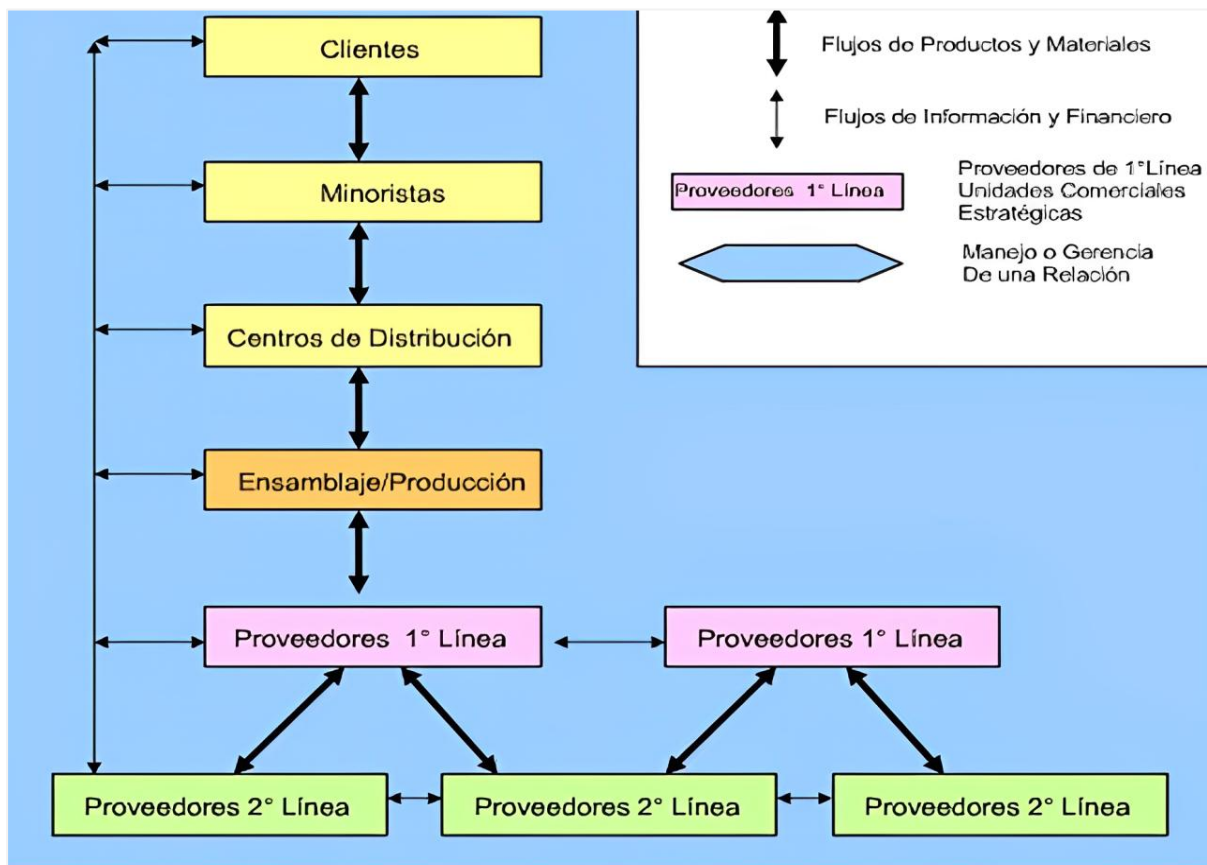 Clientes
Minoristas
Centros de Distribución
Ensamblaje/Producción
Proveedores 1° Línea
Proveedores 1° Línea
Proveedores 2° Línea
Proveedores 2° Línea
Proveedores 2° Línea
Flujos de Productos y Materiales
Flujos de Información y Financiero
Proveedores 1° Línea
Proveedores de 1°Línea
Unidades Comerciales
Estratégicas
Manejo o Gerencia
De una Relación